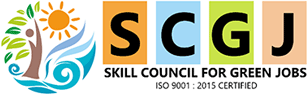 SCGJ
SKILL COUNCIL FOR GREEN JOBS
ISO 9001 : 2015 CERTIFIED